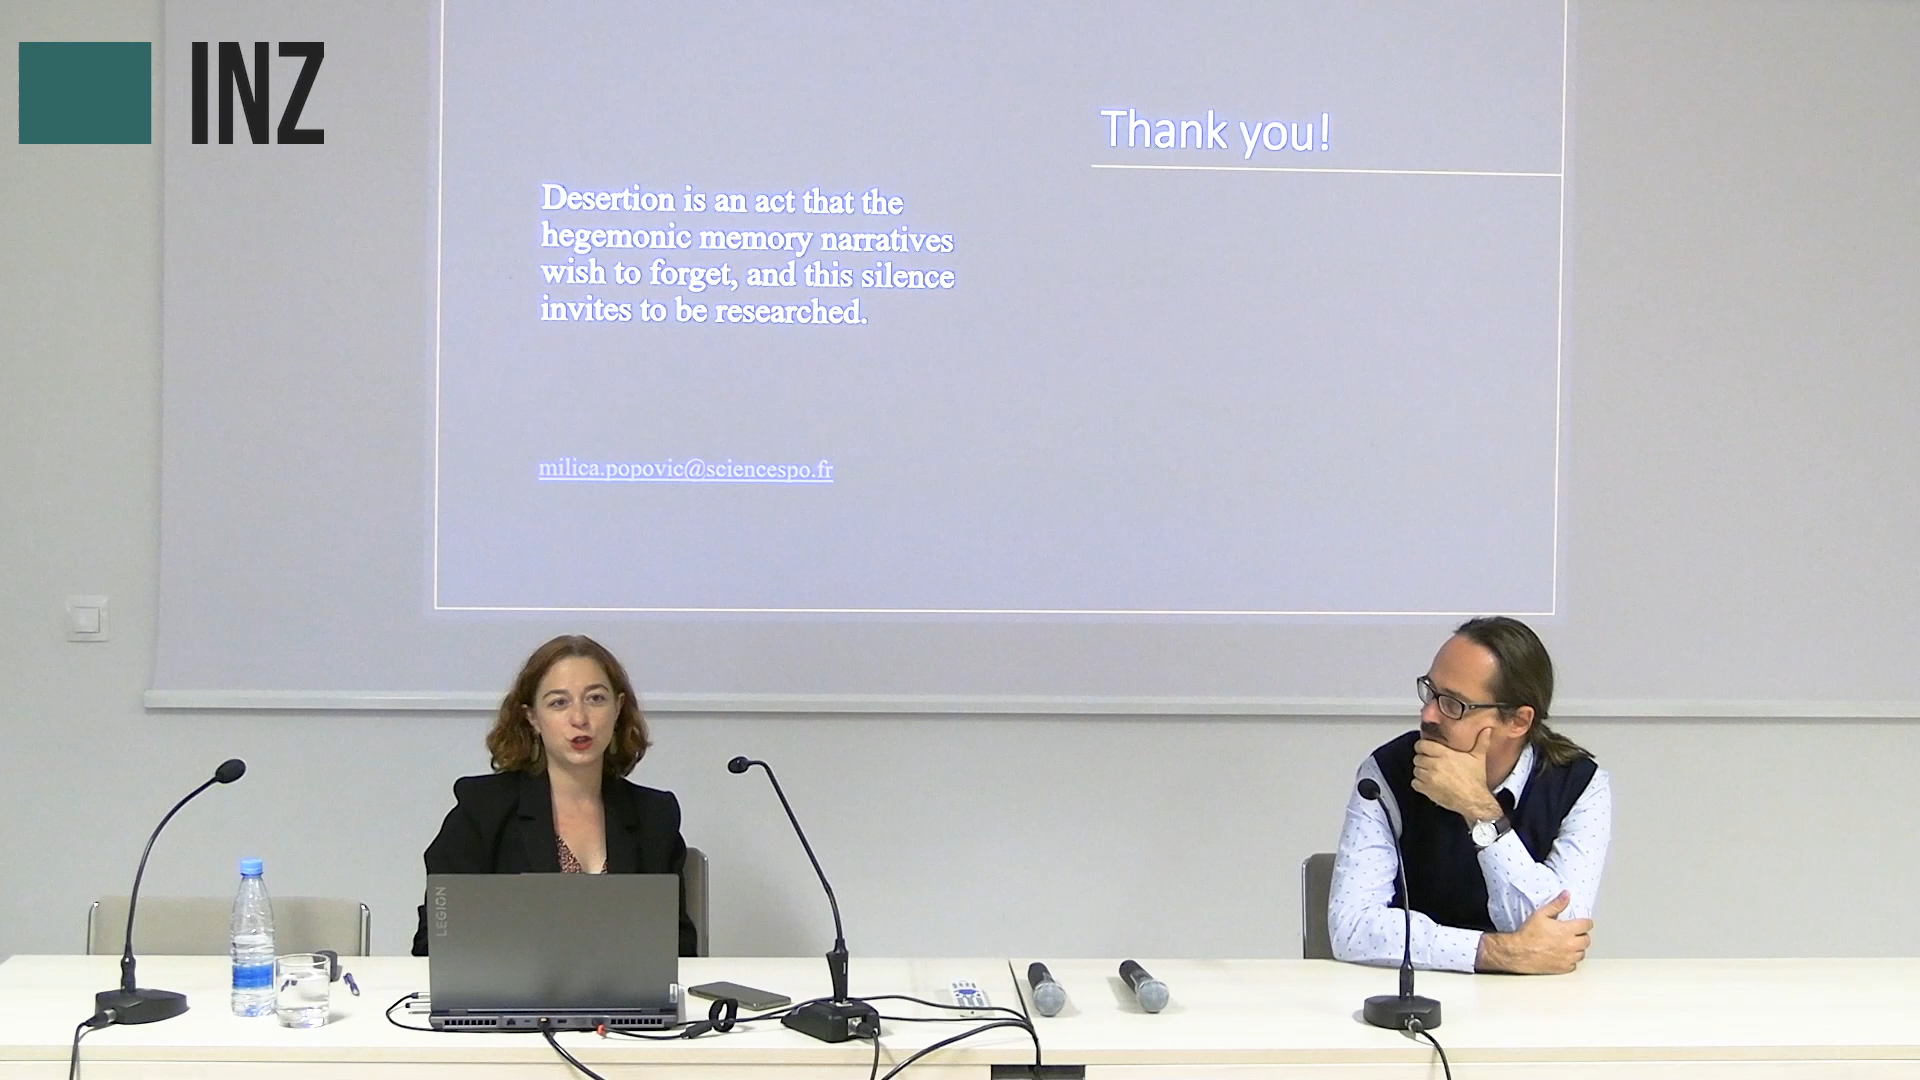 INZ
Thank you!
Desertion is an act that the
hegemonic memory narratives
wish to forget, and this silence
invites to be researched.
milica.popovic@sciencespo.fr
LEGION